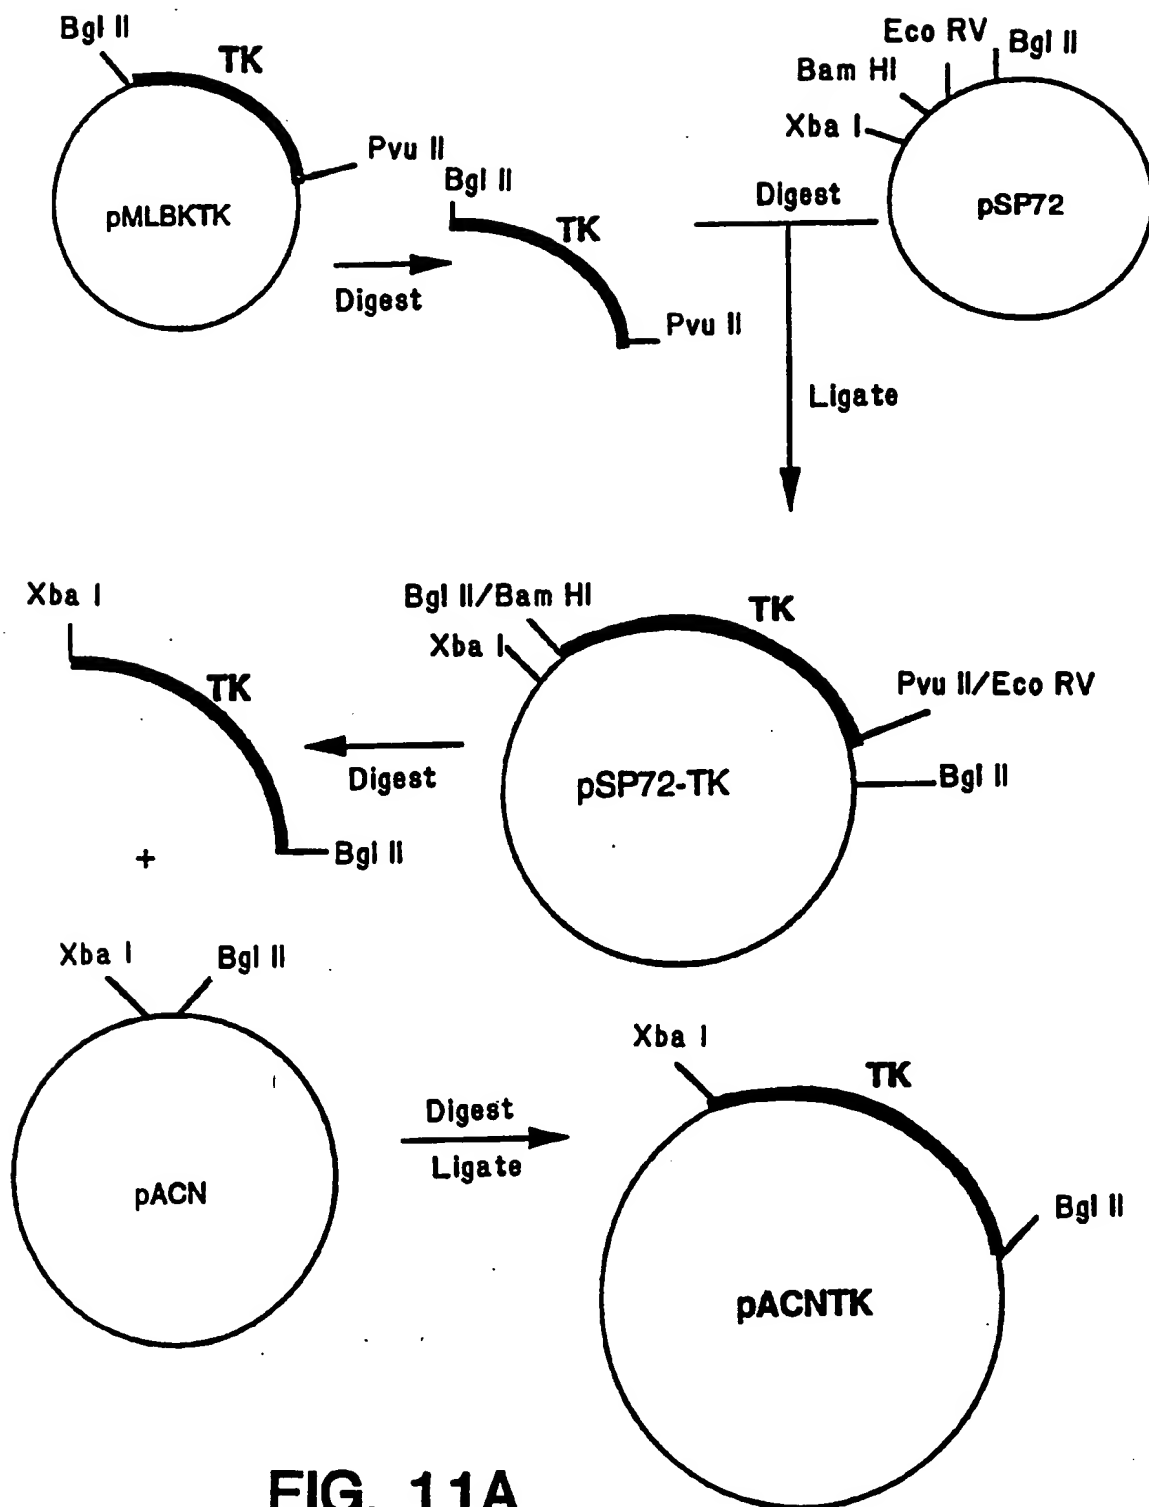 Bgl II
TK
Pvu II
pMLBKTK
Digest
Bgl II
TK
Pvu II
Eco RV
Bgl II
Bam HI
Xba I
pSP72
Digest
Ligate
Xba I
TK
Bgl II
Digest
Bgl II/Bam HI
Xba I
TK
Pvu II/Eco RV
Bgl II
pSP72-TK
+
Xba I
Bgl II
pACN
Digest
Ligate
Xba I
TK
Bgl II
pACNTK
FIG. 11A